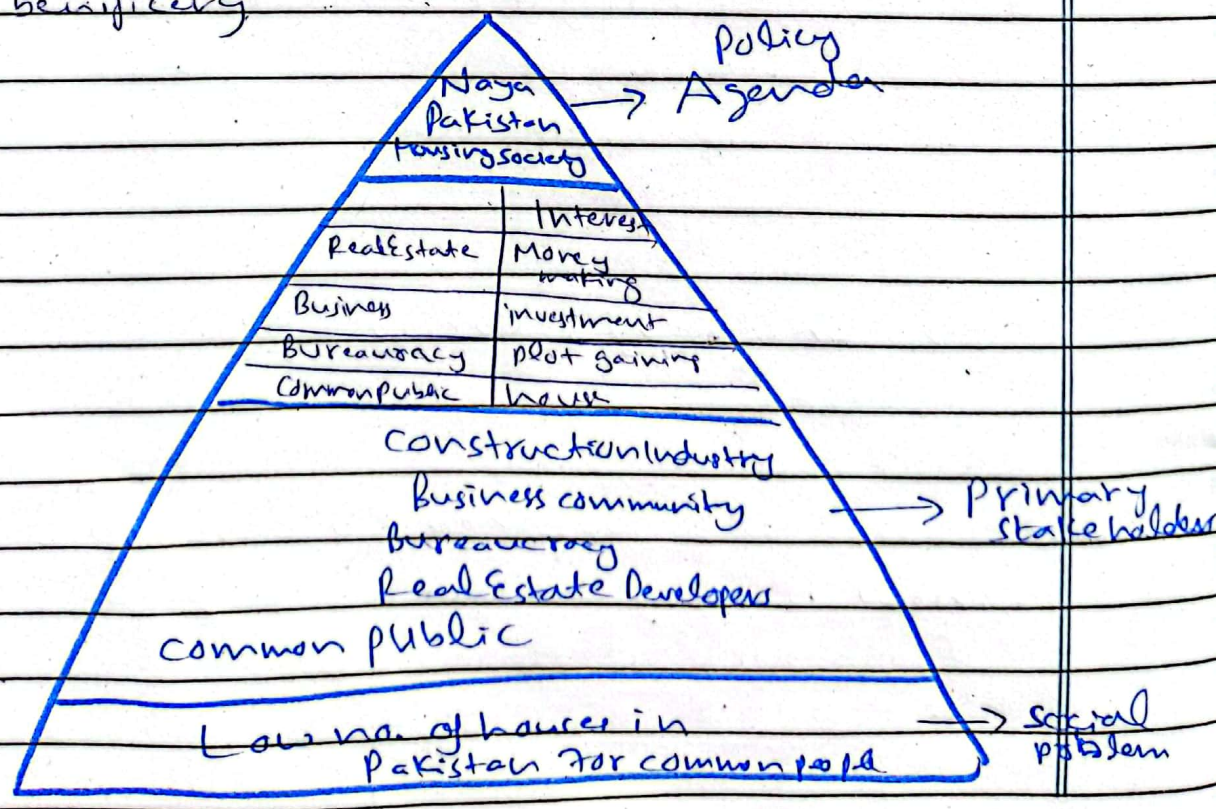 benificery
Policy
Naya → Agenda
Pakistan
Housing society
Interest
Real Estate Money
making
Business investment
Bureaucracy plot gaining
Common Public house
Construction Industry
Business community → Primary
stakeholders
Bureaucracy
Real Estate Developers
common public
Low no. of houses in → social
Pakistan for common people problem